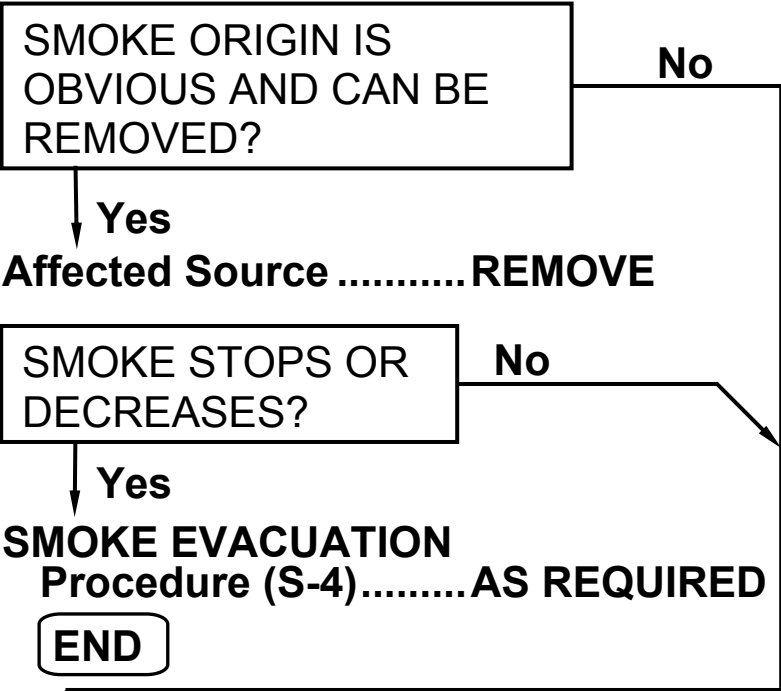 SMOKE ORIGIN IS
OBVIOUS AND CAN BE
REMOVED?
No
Yes
Affected Source ...........REMOVE
SMOKE STOPS OR
DECREASES?
No
Yes
SMOKE EVACUATION
Procedure (S-4).........AS REQUIRED
END